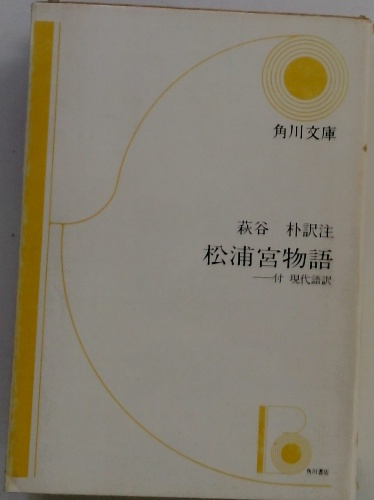 角川文庫
萩谷 朴訳注
松浦宮物語
──付 現代語訳
角川書店